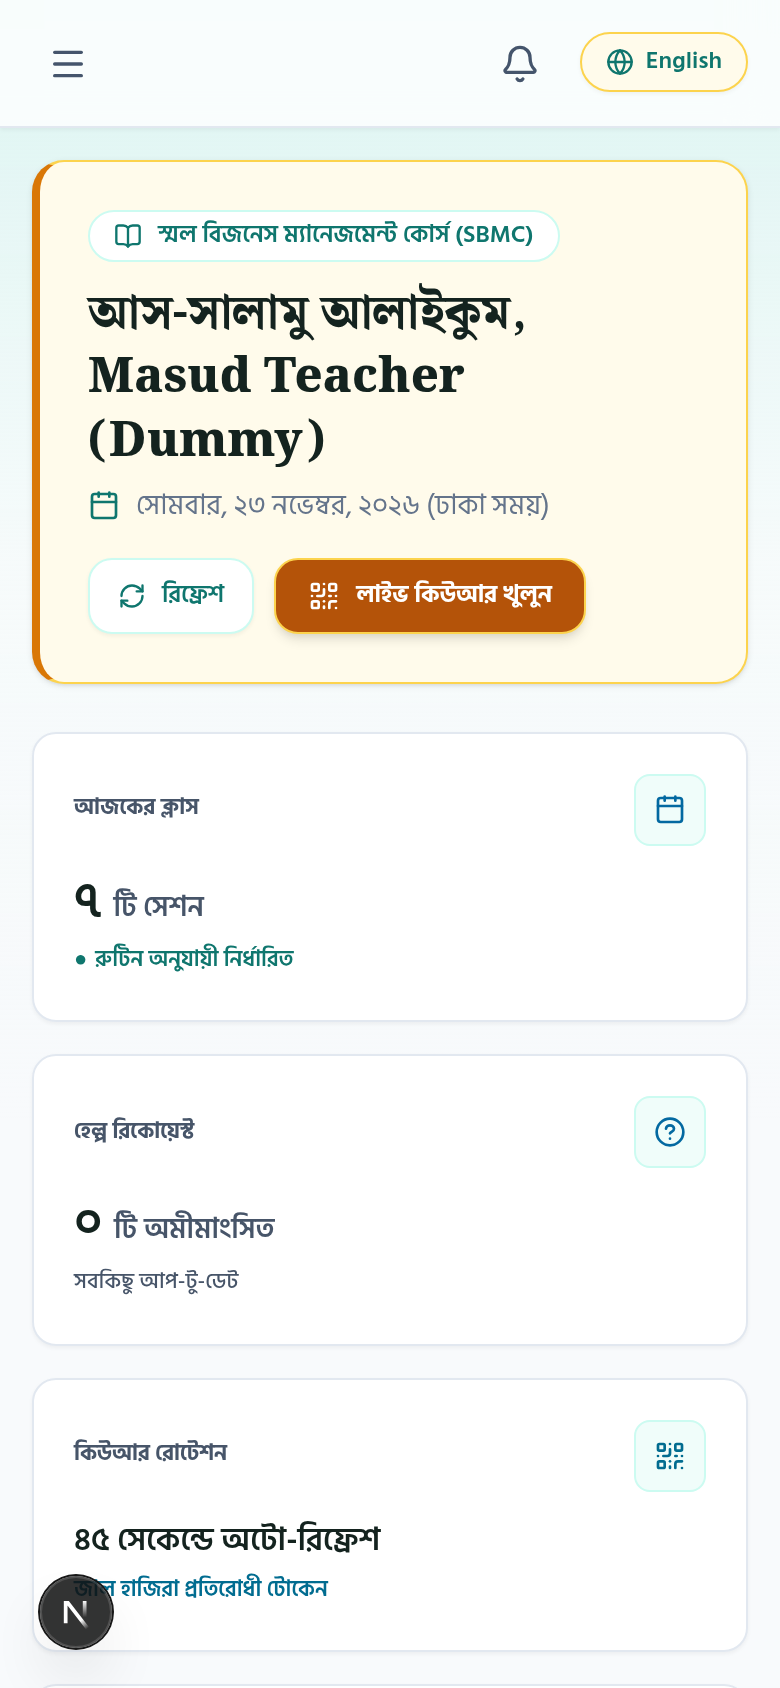 English
স্মল বিজনেস ম্যানেজমেন্ট কোর্স (SBMC)
আস-সালামু আলাইকুম,
Masud Teacher
(Dummy)
সোমবার, ২৩ নভেম্বর, ২০২৬ (ঢাকা সময়)
রিফ্রেশ
লাইভ কিউআর খুলুন
আজকের ক্লাস
৭ টি সেশন
● রুটিন অনুযায়ী নির্ধারিত
হেল্প রিকোয়েস্ট
০ টি অমীমাংসিত
সবকিছু আপ-টু-ডেট
কিউআর রোটেশন
৪৫ সেকেন্ডে অটো-রিফ্রেশ
জাল হাজিরা প্রতিরোধী টোকেন
N